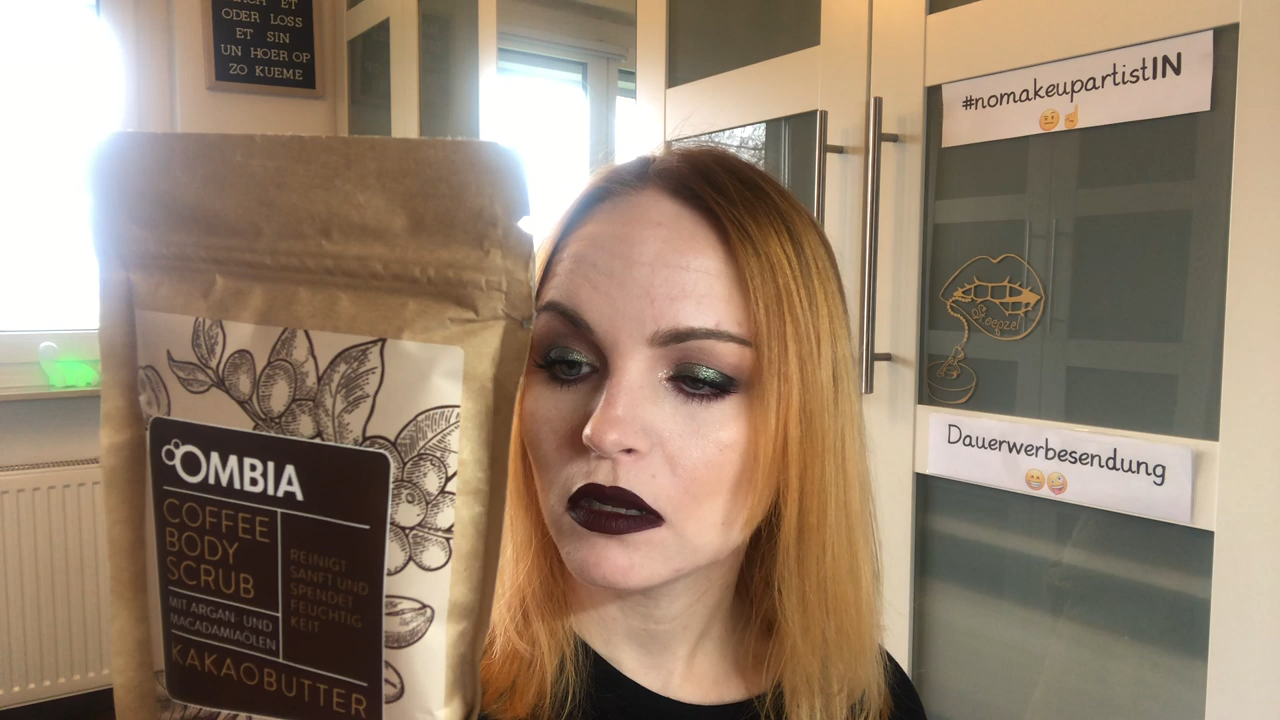 ODER LOSS
ET SIN
UN HOER OP
ZO KUEME
#nomakeupartistIN
Dauerwerbesendung
OMBIA
COFFEE
BODY
SCRUB
MIT ARGAN- UND
MACADAMIAÖLEN
REINIGT
SANFT UND
SPENDET
FEUCHTIG
KEIT
KAKAOBUTTER